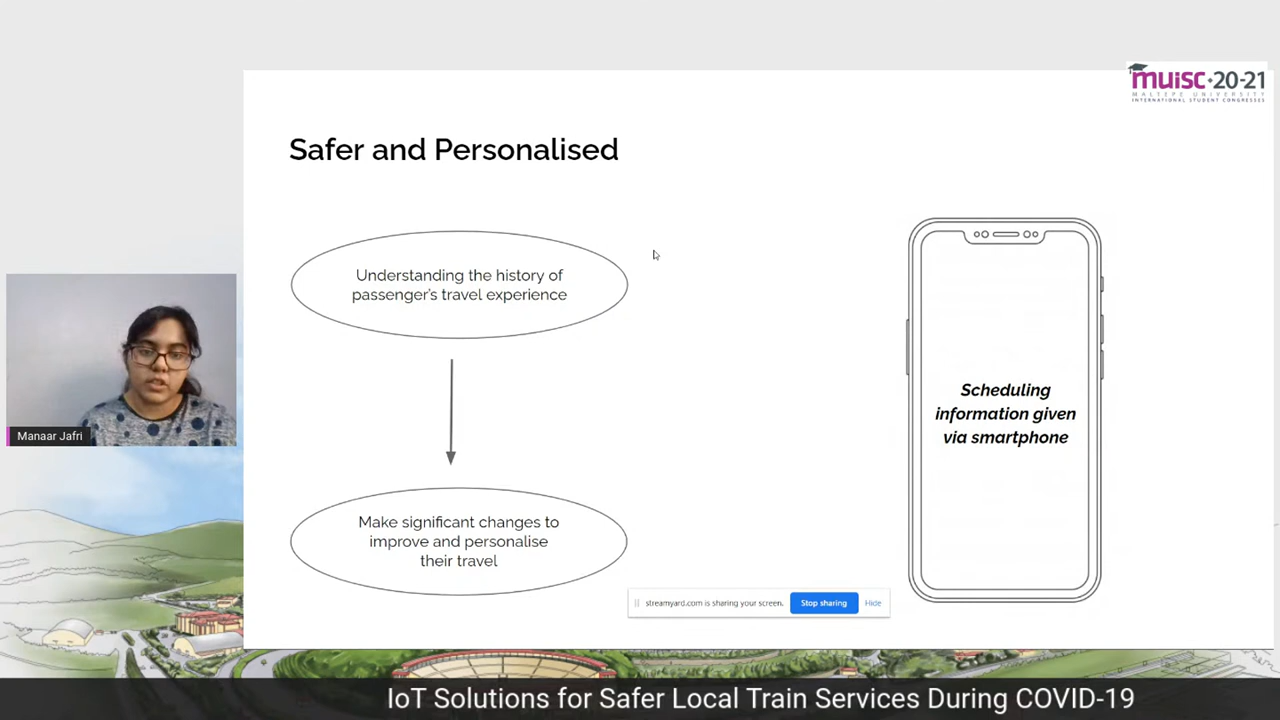 muisc·20-21
MALTEPE UNIVERSITY
INTERNATIONAL STUDENT CONGRESSES
Safer and Personalised
Understanding the history of
passenger's travel experience
Make significant changes to
improve and personalise
their travel
Scheduling
information given
via smartphone
Manaar Jafri
streamyard.com is sharing your screen.
Stop sharing
Hide
IoT Solutions for Safer Local Train Services During COVID-19